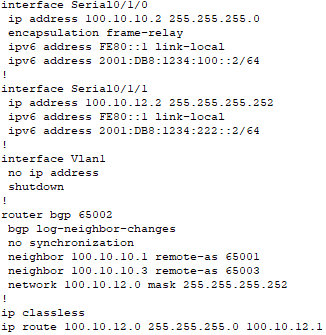 interface Serial0/1/0
ip address 100.10.10.2 255.255.255.0
encapsulation frame-relay
ipv6 address FE80::1 link-local
ipv6 address 2001:DB8:1234:100::2/64
!
interface Serial0/1/1
ip address 100.10.12.2 255.255.255.252
ipv6 address FE80::1 link-local
ipv6 address 2001:DB8:1234:222::2/64
!
interface Vlan1
no ip address
shutdown
!
router bgp 65002
bgp log-neighbor-changes
no synchronization
neighbor 100.10.10.1 remote-as 65001
neighbor 100.10.10.3 remote-as 65003
network 100.10.12.0 mask 255.255.255.252
!
ip classless
ip route 100.10.12.0 255.255.255.0 100.10.12.1